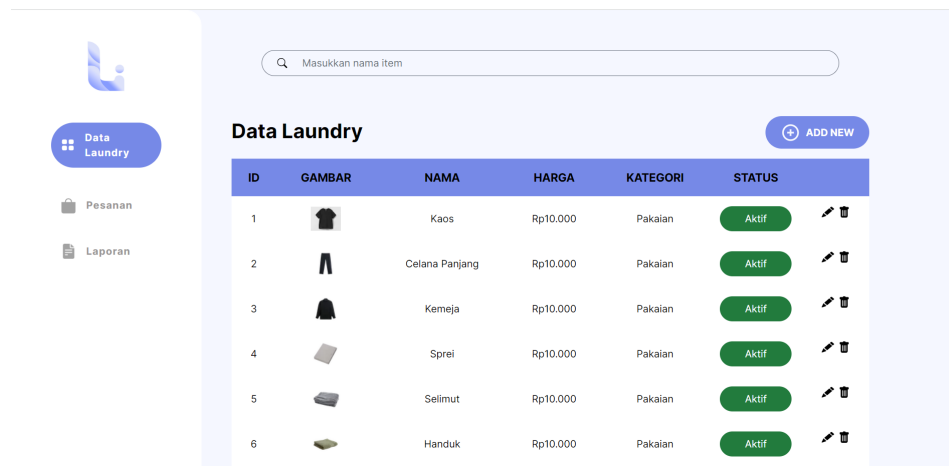 Masukkan nama item
Data
Laundry
Pesanan
Laporan
Data Laundry
ADD NEW
ID GAMBAR NAMA HARGA KATEGORI STATUS
1 Kaos Rp10.000 Pakaian Aktif
2 Celana Panjang Rp10.000 Pakaian Aktif
3 Kemeja Rp10.000 Pakaian Aktif
4 Sprei Rp10.000 Pakaian Aktif
5 Selimut Rp10.000 Pakaian Aktif
6 Handuk Rp10.000 Pakaian Aktif